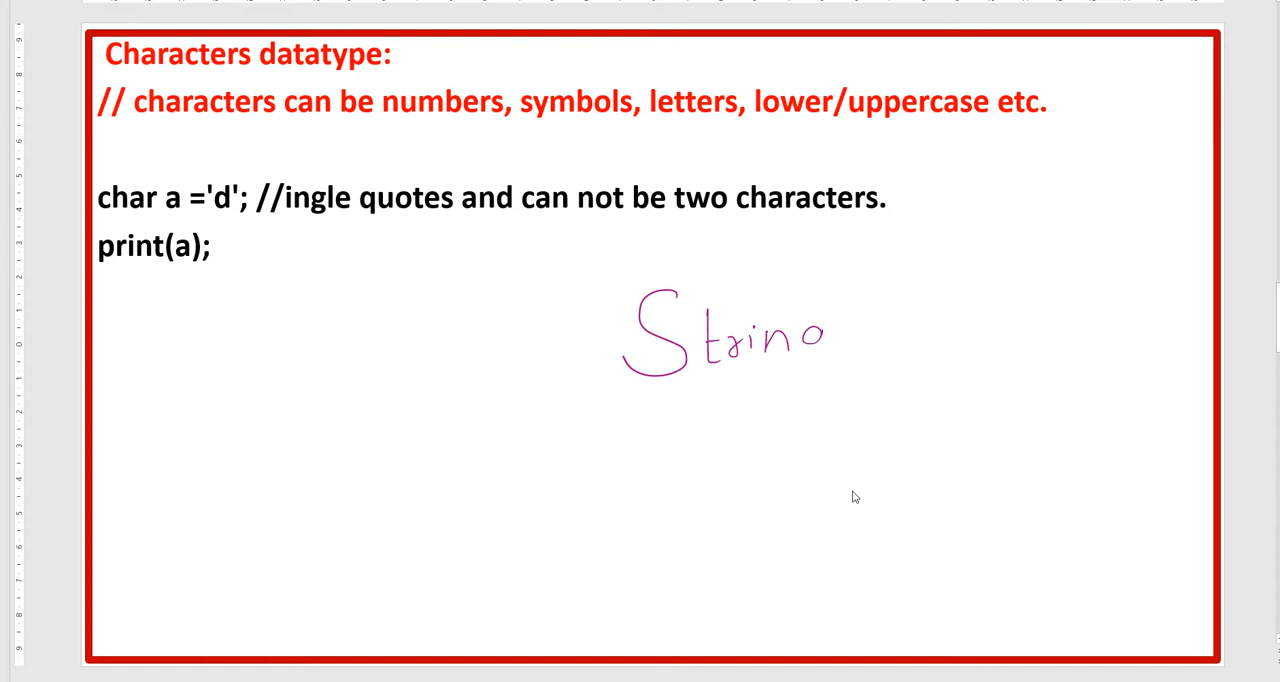 Characters datatype:
// characters can be numbers, symbols, letters, lower/uppercase etc.
char a ='d'; //ingle quotes and can not be two characters.
print(a);
Strino